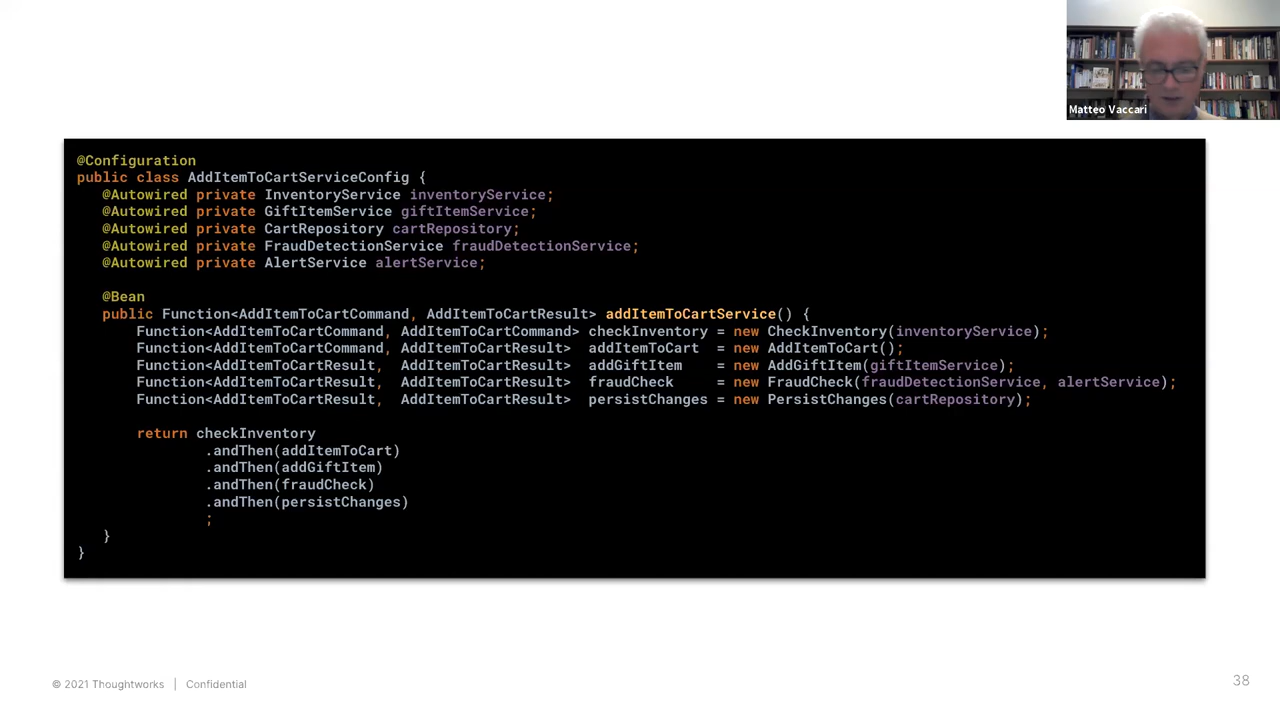 Matteo Vaccari
@Configuration
public class AddItemToCartServiceConfig {
@Autowired private InventoryService inventoryService;
@Autowired private GiftItemService giftItemService;
@Autowired private CartRepository cartRepository;
@Autowired private FraudDetectionService fraudDetectionService;
@Autowired private AlertService alertService;
@Bean
public Function<AddItemToCartCommand, AddItemToCartResult> addItemToCartService() {
Function<AddItemToCartCommand, AddItemToCartCommand> checkInventory = new CheckInventory(inventoryService);
Function<AddItemToCartCommand, AddItemToCartResult> addItemToCart = new AddItemToCart();
Function<AddItemToCartResult, AddItemToCartResult> addGiftItem = new AddGiftItem(giftItemService);
Function<AddItemToCartResult, AddItemToCartResult> fraudCheck = new FraudCheck(fraudDetectionService, alertService);
Function<AddItemToCartResult, AddItemToCartResult> persistChanges = new PersistChanges(cartRepository);
return checkInventory
.andThen(addItemToCart)
.andThen(addGiftItem)
.andThen(fraudCheck)
.andThen(persistChanges)
;
}
}
© 2021 Thoughtworks | Confidential
38